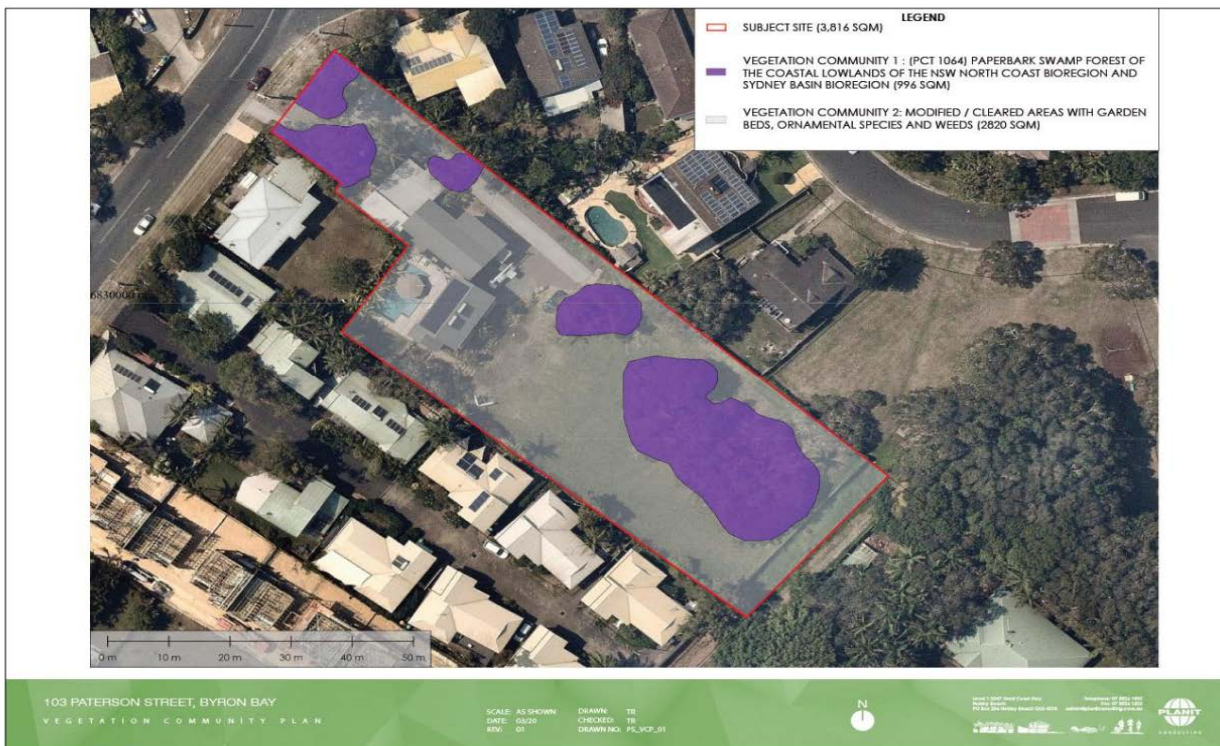 LEGEND
SUBJECT SITE (3,816 SQM)
VEGETATION COMMUNITY 1 : (PCT 1064) PAPERBARK SWAMP FOREST OF
THE COASTAL LOWLANDS OF THE NSW NORTH COAST BIOREGION AND
SYDNEY BASIN BIOREGION (996 SQM)
VEGETATION COMMUNITY 2: MODIFIED / CLEARED AREAS WITH GARDEN
BEDS, ORNAMENTAL SPECIES AND WEEDS (2820 SQM)
6830000
0 m 10 m 20 m 30 m 40 m 50 m
103 PATERSON STREET, BYRON BAY
VEGETATION COMMUNITY PLAN
SCALE: AS SHOWN DRAWN: TR
DATE: 03/20 CHECKED: TR
REV: 01 DRAWN NO: PS_VCP_01
N
PLANIT
CONSULTING